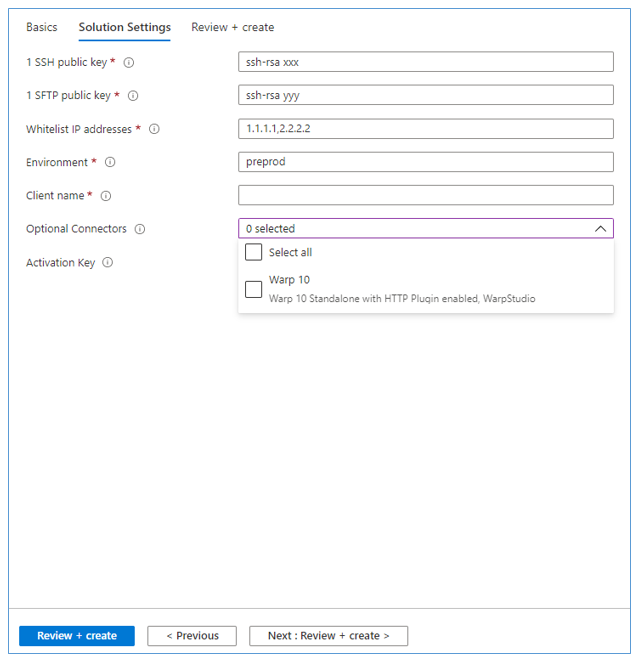 Basics Solution Settings Review + create
1 SSH public key * ssh-rsa xxx
1 SFTP public key * ssh-rsa yyy
Whitelist IP addresses * 1.1.1.1,2.2.2.2
Environment * preprod
Client name *
Optional Connectors 0 selected
Select all
Activation Key
Warp 10
Warp 10 Standalone with HTTP Plugin enabled, WarpStudio
Review + create < Previous Next : Review + create >